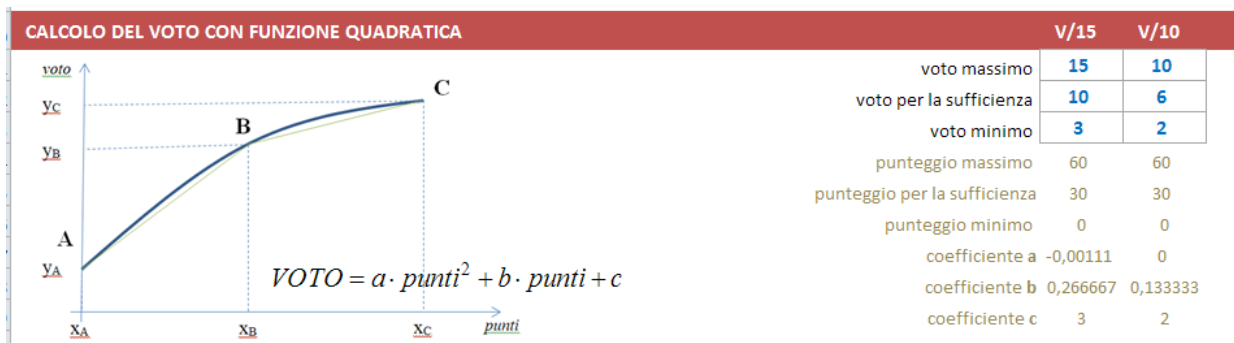 CALCOLO DEL VOTO CON FUNZIONE QUADRATICA V/15 V/10
voto
yC
C
B
yB
A
yA
VOTO = a · punti² + b · punti + c
xA xB xC punti
voto massimo 15 10
voto per la sufficienza 10 6
voto minimo 3 2
punteggio massimo 60 60
punteggio per la sufficienza 30 30
punteggio minimo 0 0
coefficiente a -0,00111 0
coefficiente b 0,266667 0,133333
coefficiente c 3 2